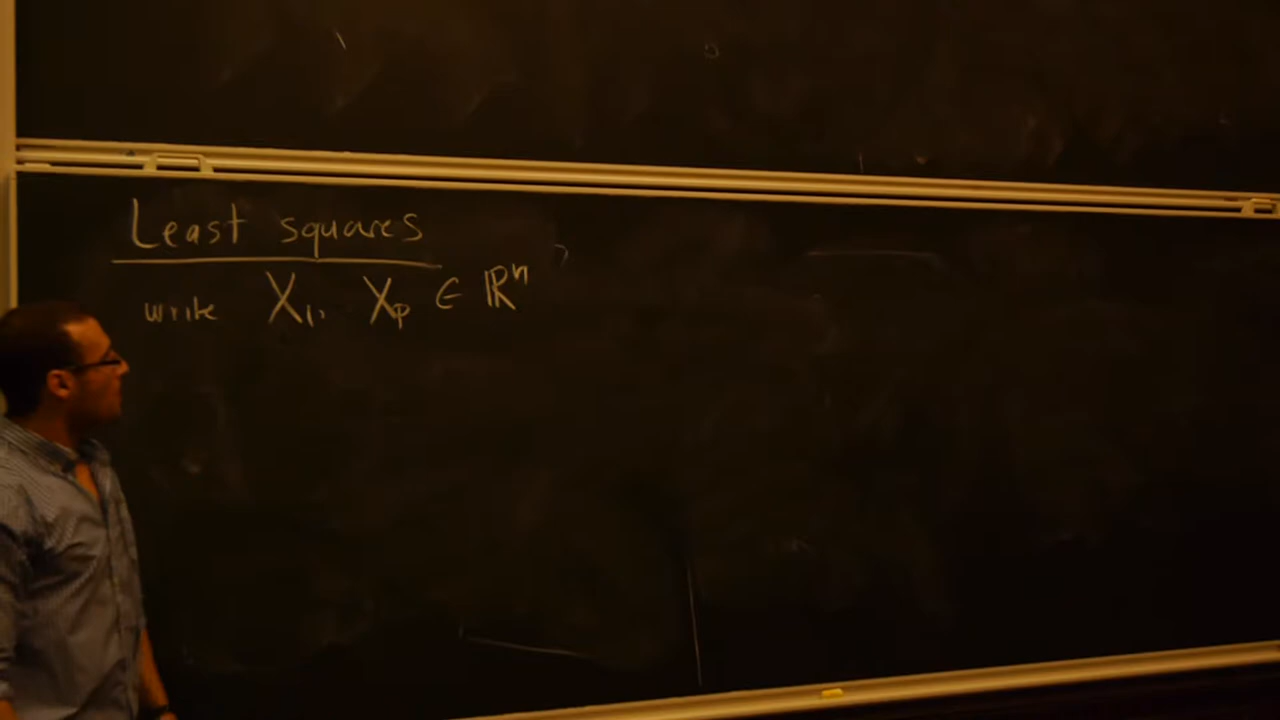 Least squares
write X₁, Xₚ ∈ ℝⁿ